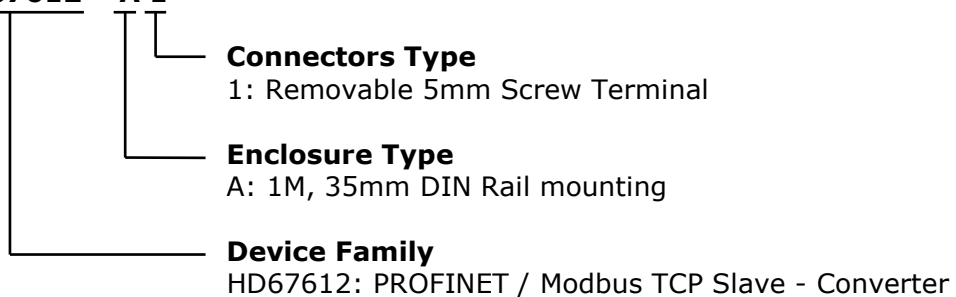 Connectors Type
1: Removable 5mm Screw Terminal
Enclosure Type
A: 1M, 35mm DIN Rail mounting
Device Family
HD67612: PROFINET / Modbus TCP Slave - Converter